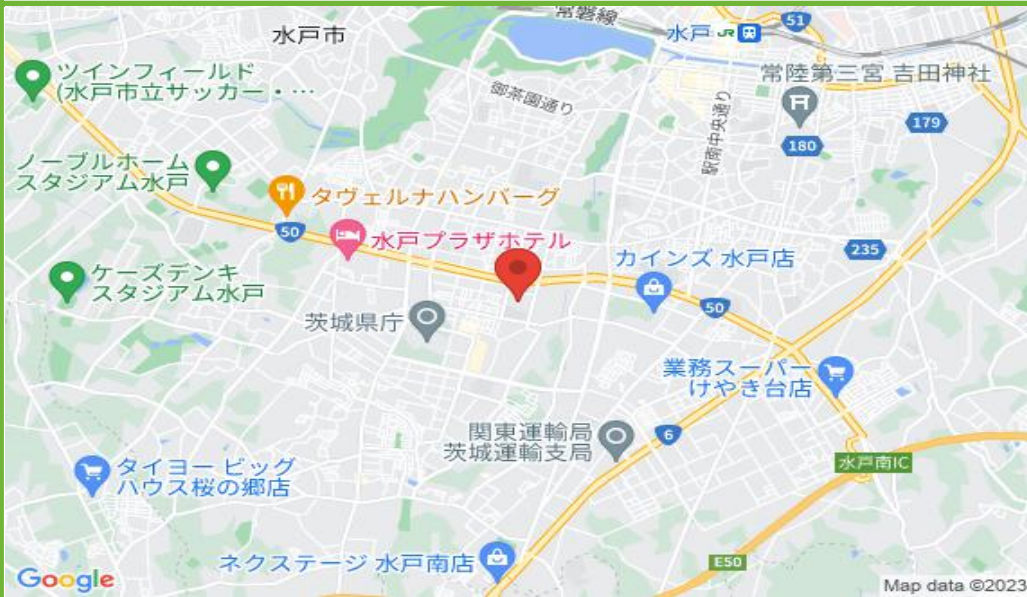 常磐線
51
水戸市
水戸 JR
ツインフィールド
(水戸市立サッカー・…
常陸第三宮 吉田神社
御茶園通り
駅南中央通り
179
180
ノーブルホーム
スタジアム水戸
タヴェルナハンバーグ
50
水戸プラザホテル
235
カインズ 水戸店
ケーズデンキ
スタジアム水戸
50
茨城県庁
業務スーパー
けやき台店
関東運輸局
茨城運輸支局
6
水戸南IC
タイヨー ビッグ
ハウス桜の郷店
ネクステージ 水戸南店
E50
Google
Map data ©2023